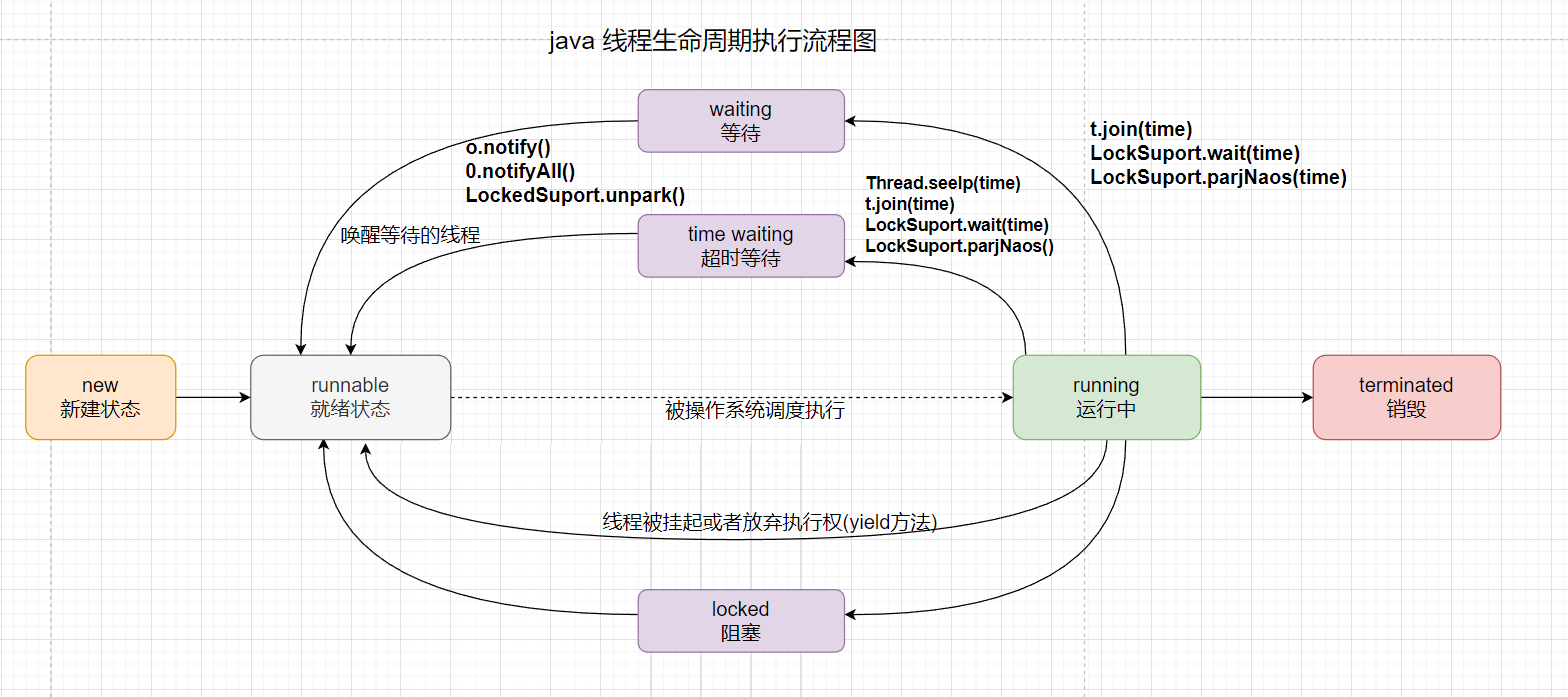 java 线程生命周期执行流程图
waiting
等待
t.join(time)
LockSuport.wait(time)
LockSuport.parjNaos(time)
o.notify()
0.notifyAll()
LockedSuport.unpark()
Thread.seelp(time)
t.join(time)
LockSuport.wait(time)
LockSuport.parjNaos()
唤醒等待的线程
time waiting
超时等待
new
新建状态
runnable
就绪状态
被操作系统调度执行
running
运行中
terminated
销毁
线程被挂起或者放弃执行权(yield方法)
locked
阻塞